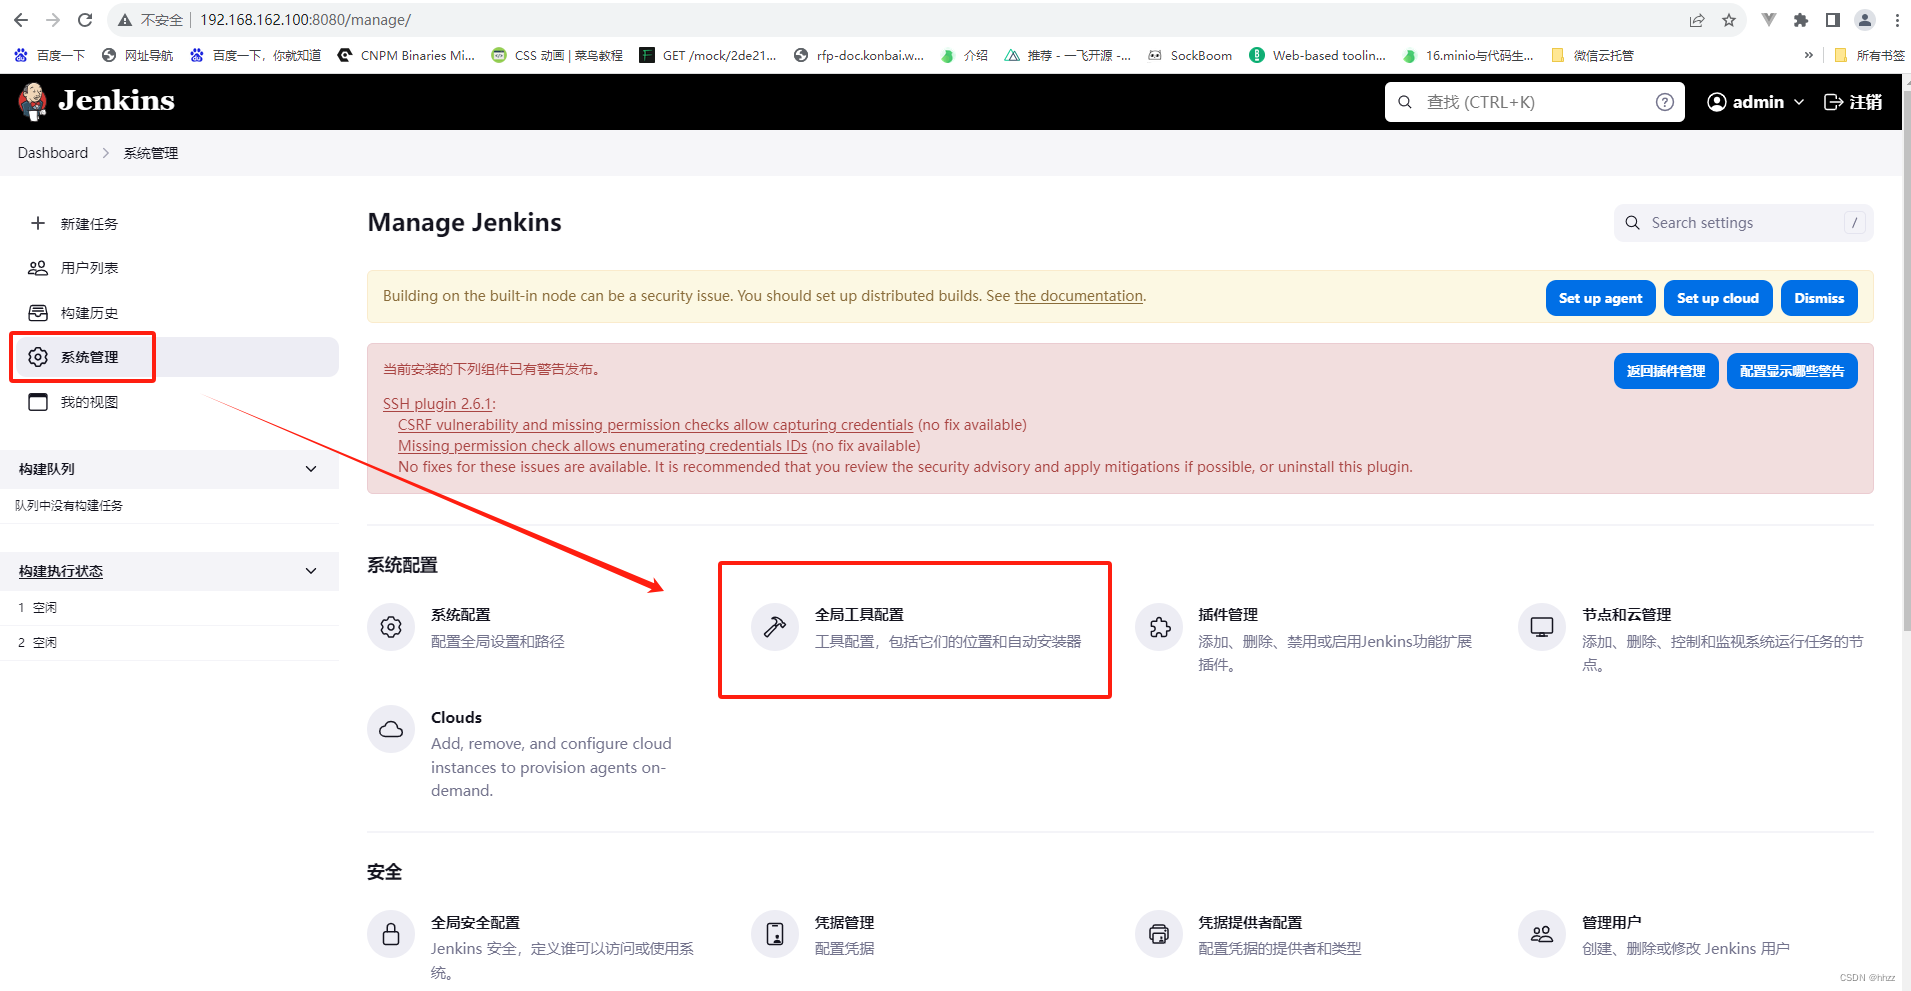 不安全 192.168.162.100:8080/manage/
百度一下 网址导航 百度一下，你就知道 CNPM Binaries Mi... CSS 动画 | 菜鸟教程 GET /mock/2de21... rfp-doc.konbai.w... 介绍 推荐 - 一飞开源 -... SockBoom Web-based toolin... 16.minio与代码生... 微信云托管 » 所有书签
Jenkins
查找 (CTRL+K)
admin
注销
Dashboard
系统管理
新建任务
用户列表
构建历史
系统管理
我的视图
构建队列
队列中没有构建任务
构建执行状态
1 空闲
2 空闲
Manage Jenkins
Search settings /
Building on the built-in node can be a security issue. You should set up distributed builds. See the documentation.
Set up agent Set up cloud Dismiss
当前安装的下列组件已有警告发布。
返回插件管理 配置显示哪些警告
SSH plugin 2.6.1:
CSRF vulnerability and missing permission checks allow capturing credentials (no fix available)
Missing permission check allows enumerating credentials IDs (no fix available)
No fixes for these issues are available. It is recommended that you review the security advisory and apply mitigations if possible, or uninstall this plugin.
系统配置
系统配置
配置全局设置和路径
全局工具配置
工具配置，包括它们的位置和自动安装器
插件管理
添加、删除、禁用或启用Jenkins功能扩展
插件。
节点和云管理
添加、删除、控制和监视系统运行任务的节
点。
Clouds
Add, remove, and configure cloud
instances to provision agents on-
demand.
安全
全局安全配置
Jenkins 安全，定义谁可以访问或使用系
统。
凭据管理
配置凭据
凭据提供者配置
配置凭据的提供者和类型
管理用户
创建、删除或修改 Jenkins 用户
CSDN @hhzz